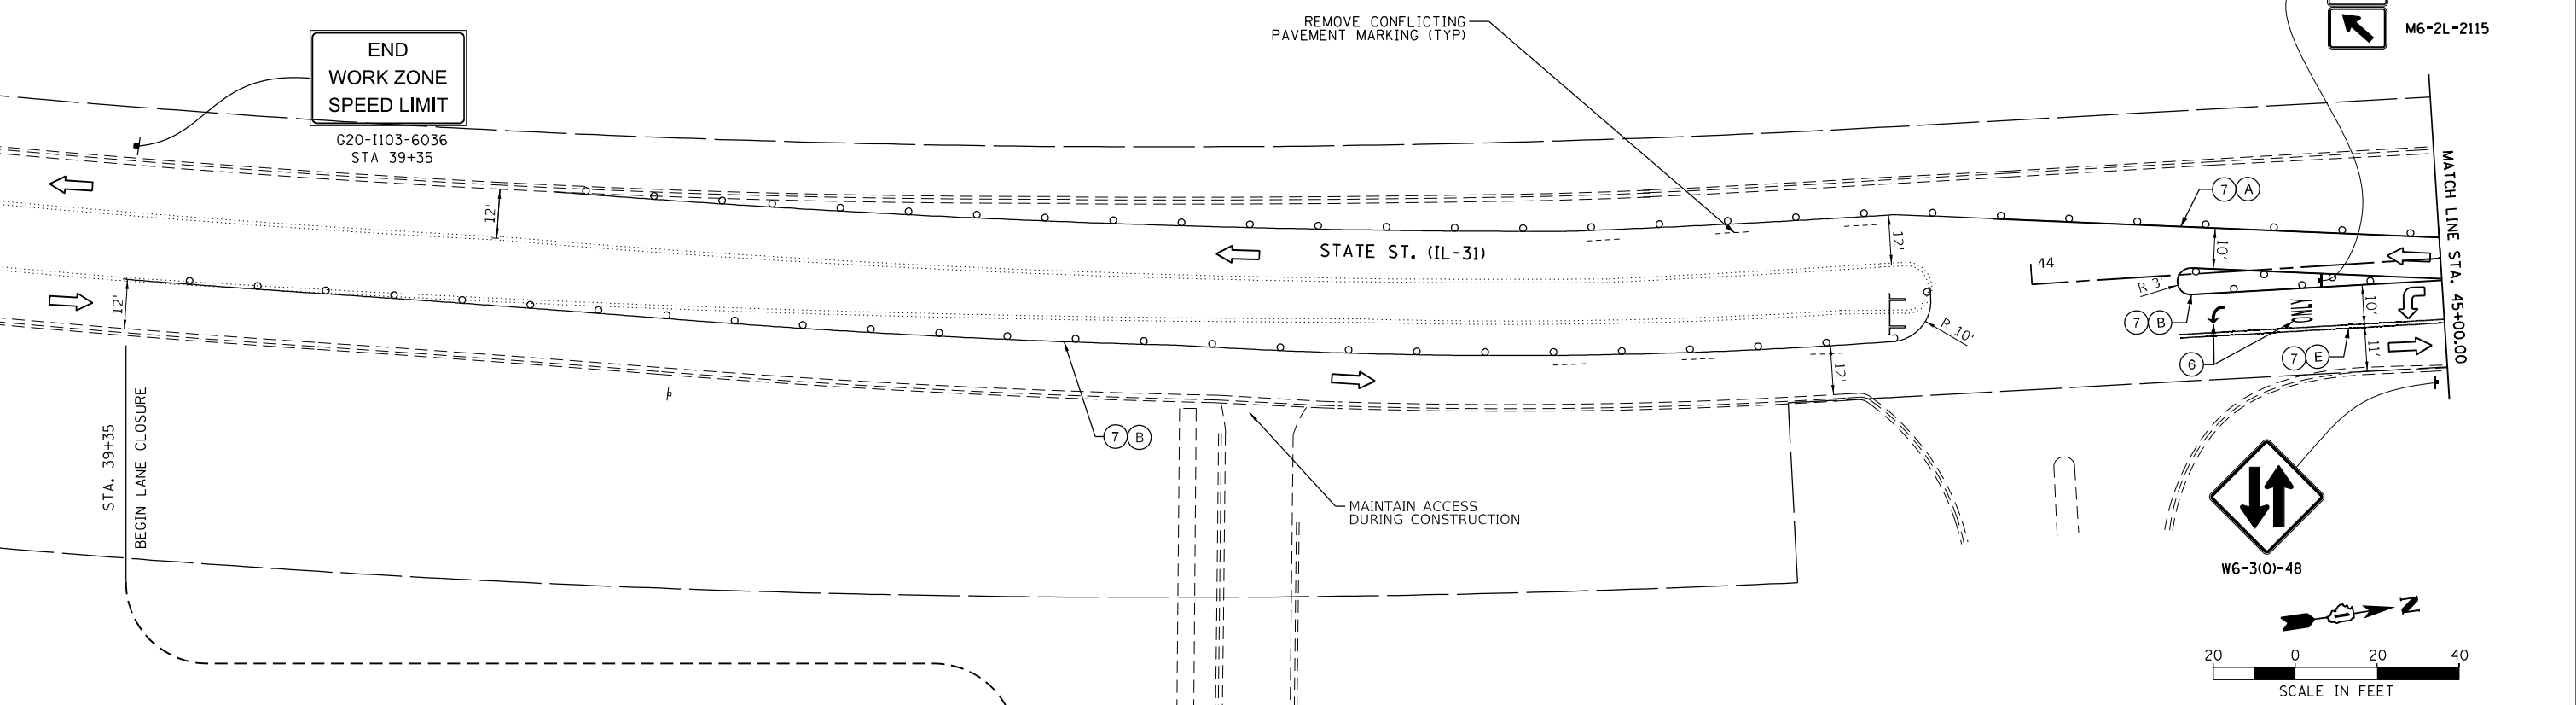 REMOVE CONFLICTING
PAVEMENT MARKING (TYP)
M6-2L-2115
END
WORK ZONE
SPEED LIMIT
G20-I103-6036
STA 39+35
12'
STATE ST. (IL-31)
12'
44
10'
7 A
MATCH LINE STA. 45+00.00
R 3'
7 B
ONLY
10'
11'
6
7 E
R 10'
12'
12'
STA. 39+35
BEGIN LANE CLOSURE
7 B
MAINTAIN ACCESS
DURING CONSTRUCTION
W6-3(O)-48
N
20 0 20 40
SCALE IN FEET